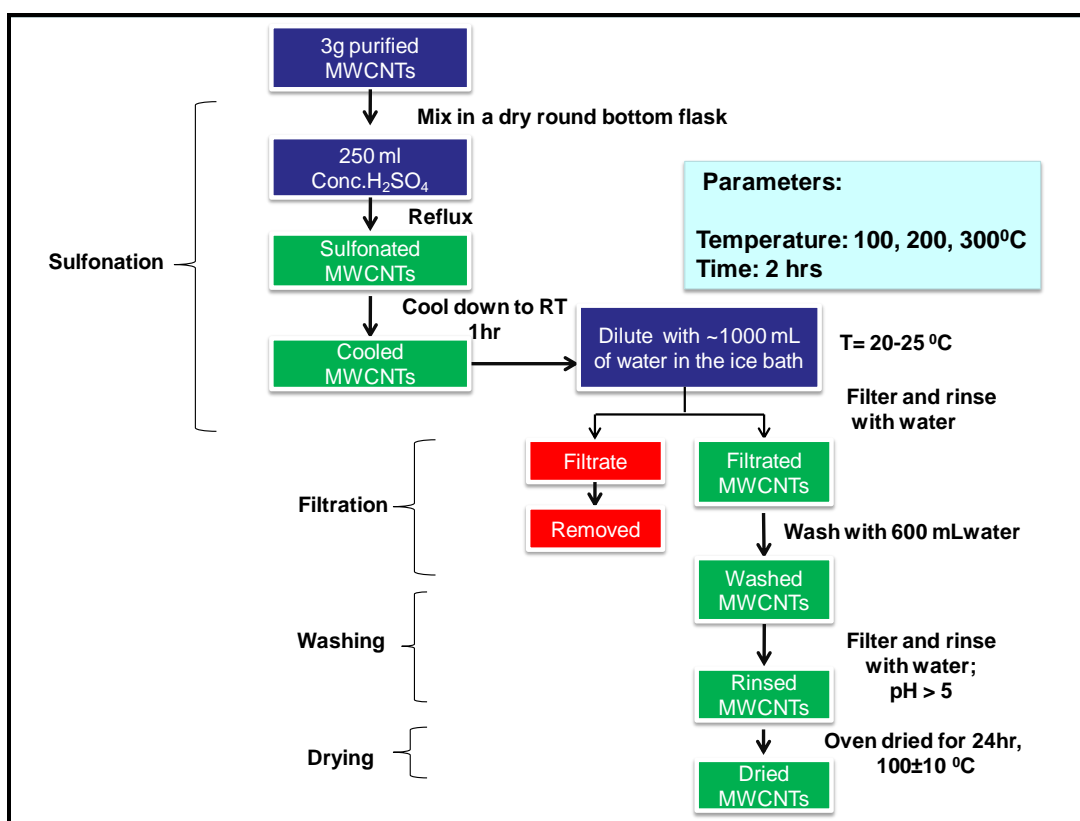 3g purified
MWCNTs
Mix in a dry round bottom flask
250 ml
Conc.H₂SO₄
Reflux
Sulfonated
MWCNTs
Sulfonation
Cool down to RT
1hr
Cooled
MWCNTs
Parameters:
Temperature: 100, 200, 300⁰C
Time: 2 hrs
Dilute with ~1000 mL
of water in the ice bath
T= 20-25 ⁰C
Filter and rinse
with water
Filtrate
Removed
Filtrated
MWCNTs
Filtration
Wash with 600 mLwater
Washed
MWCNTs
Washing
Filter and rinse
with water;
pH > 5
Rinsed
MWCNTs
Oven dried for 24hr,
100±10 ⁰C
Drying
Dried
MWCNTs